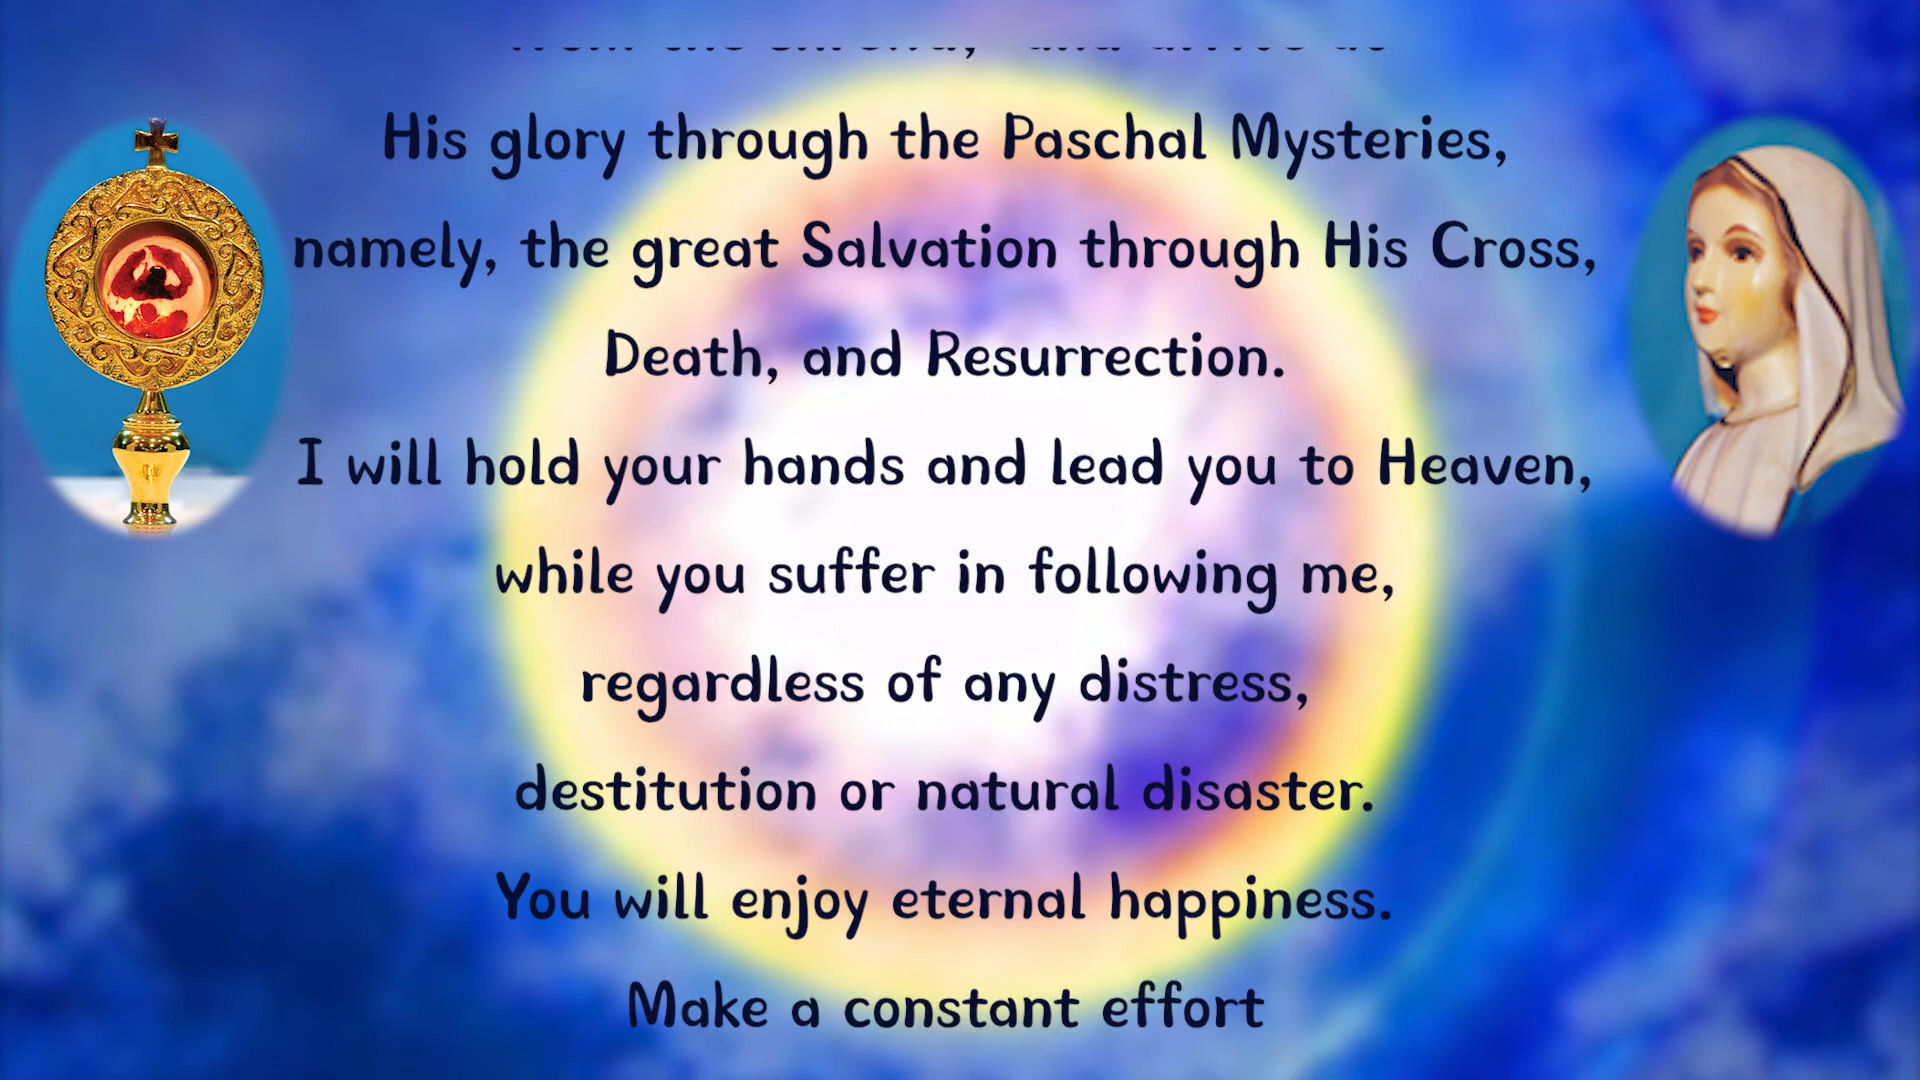 His glory through the Paschal Mysteries,
namely, the great Salvation through His Cross,
Death, and Resurrection.
I will hold your hands and lead you to Heaven,
while you suffer in following me,
regardless of any distress,
destitution or natural disaster.
You will enjoy eternal happiness.
Make a constant effort